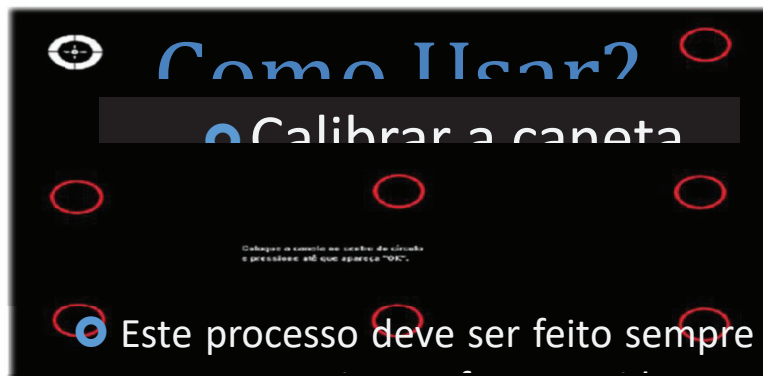 Como Usar?
Calibrar a caneta
Coloque a caneta no centro do círculo
e pressione até que apareça "OK".
Este processo deve ser feito sempre